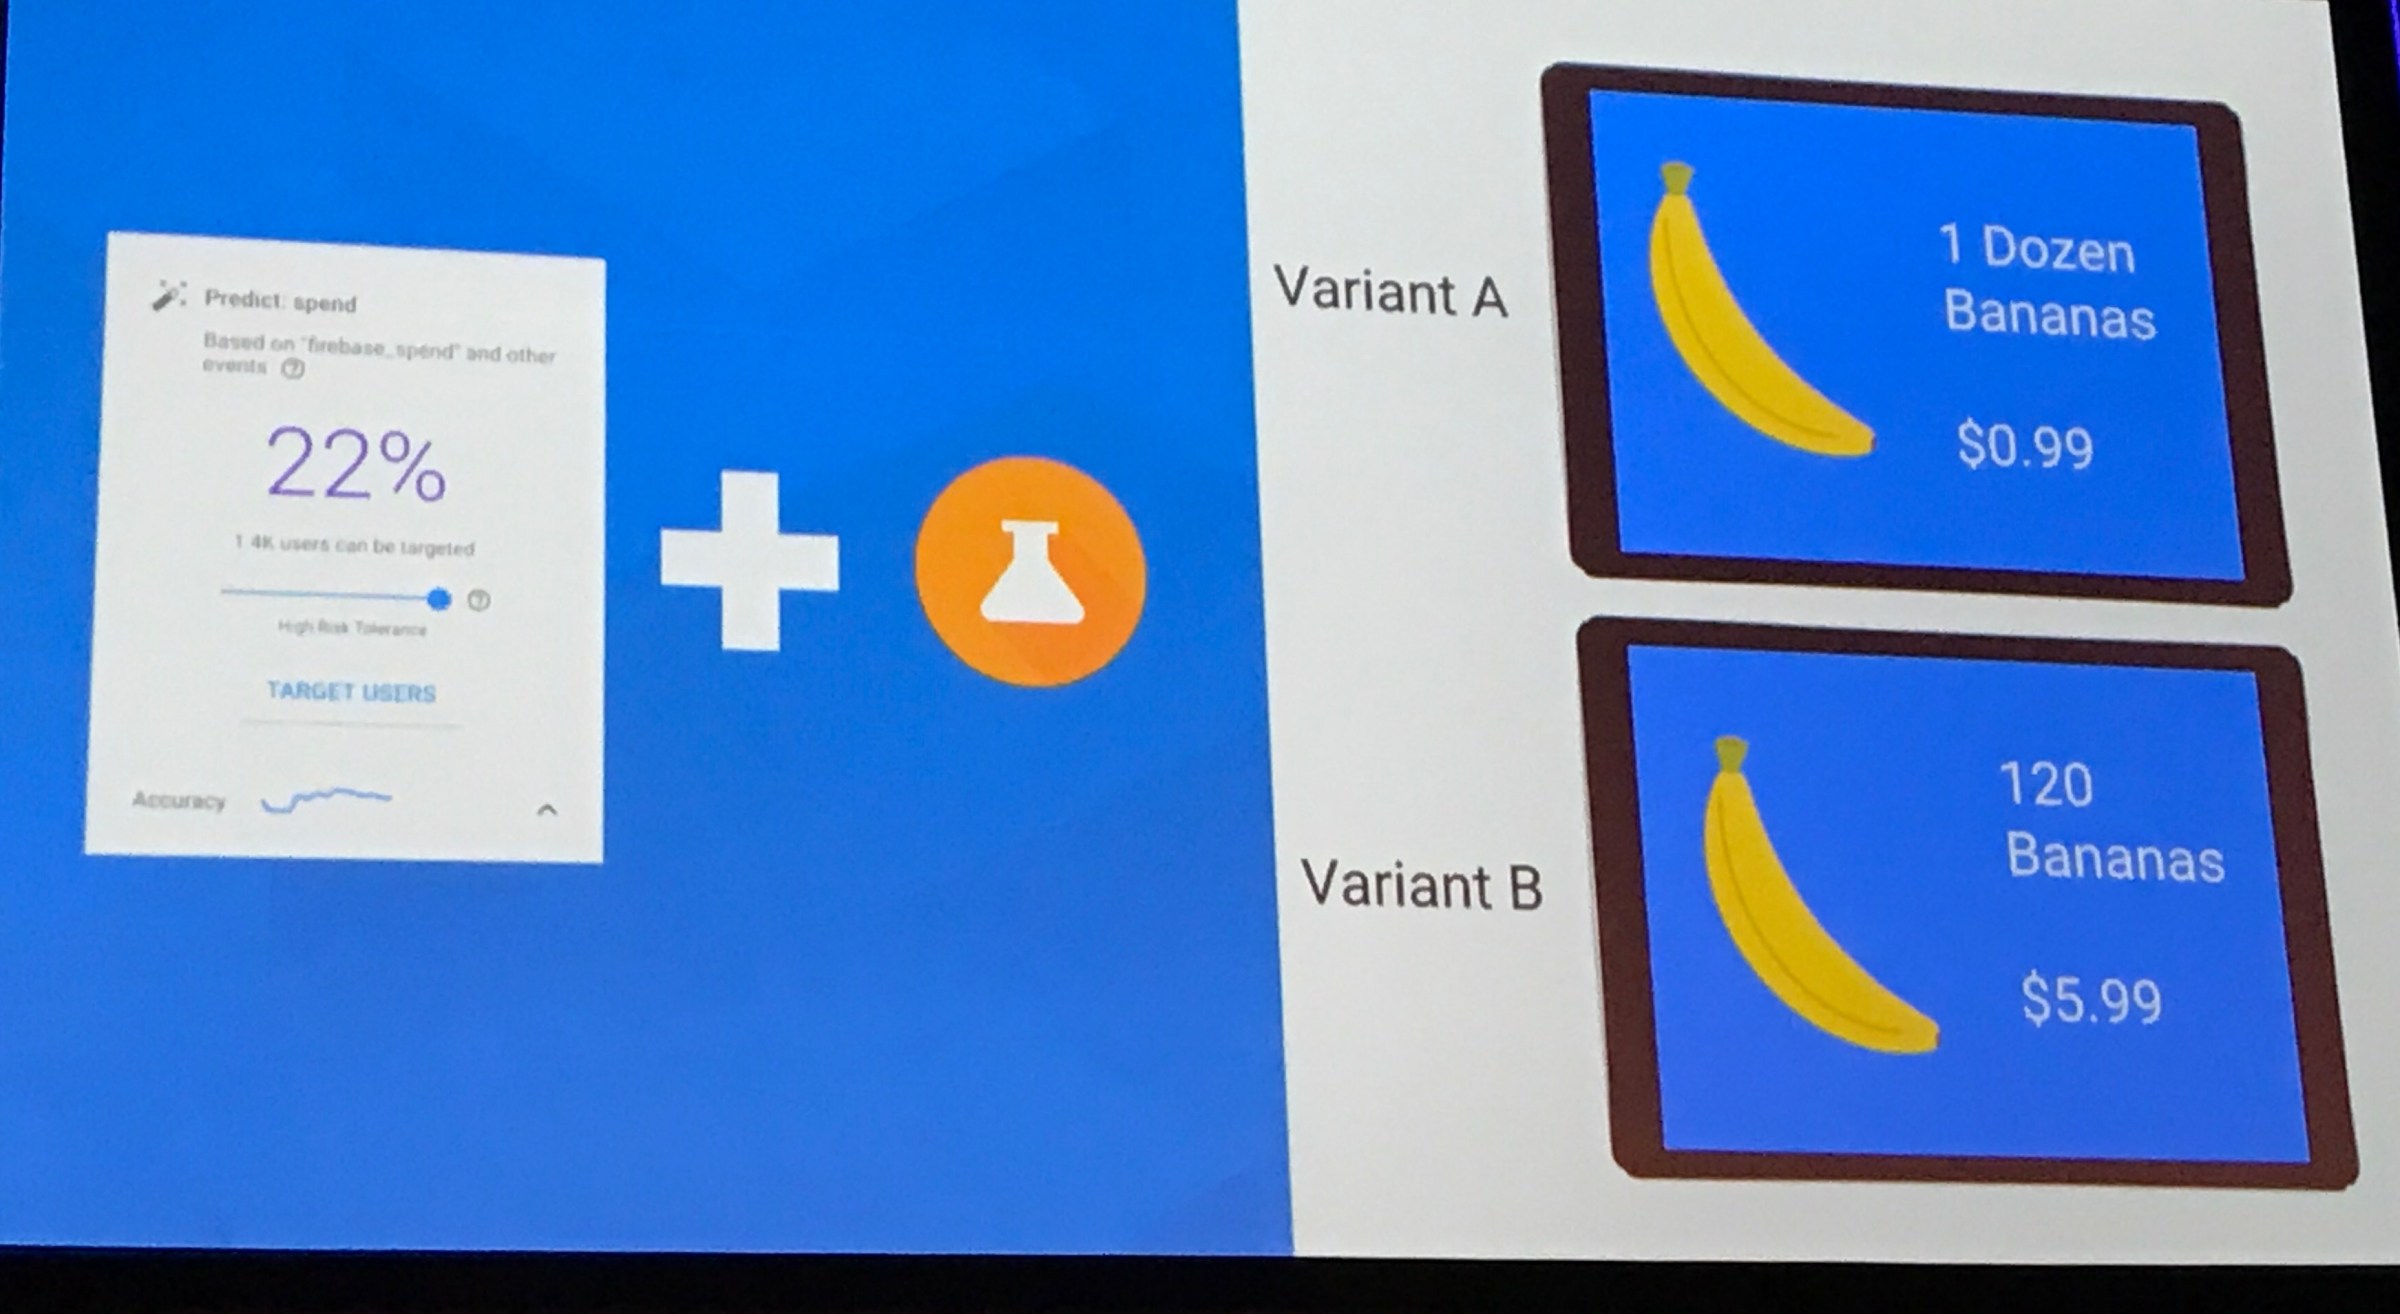 Predict: spend
Based on "firebase_spend" and other
events
22%
1.4K users can be targeted
High Risk Tolerance
TARGET USERS
Accuracy
Variant A
1 Dozen
Bananas
$0.99
Variant B
120
Bananas
$5.99